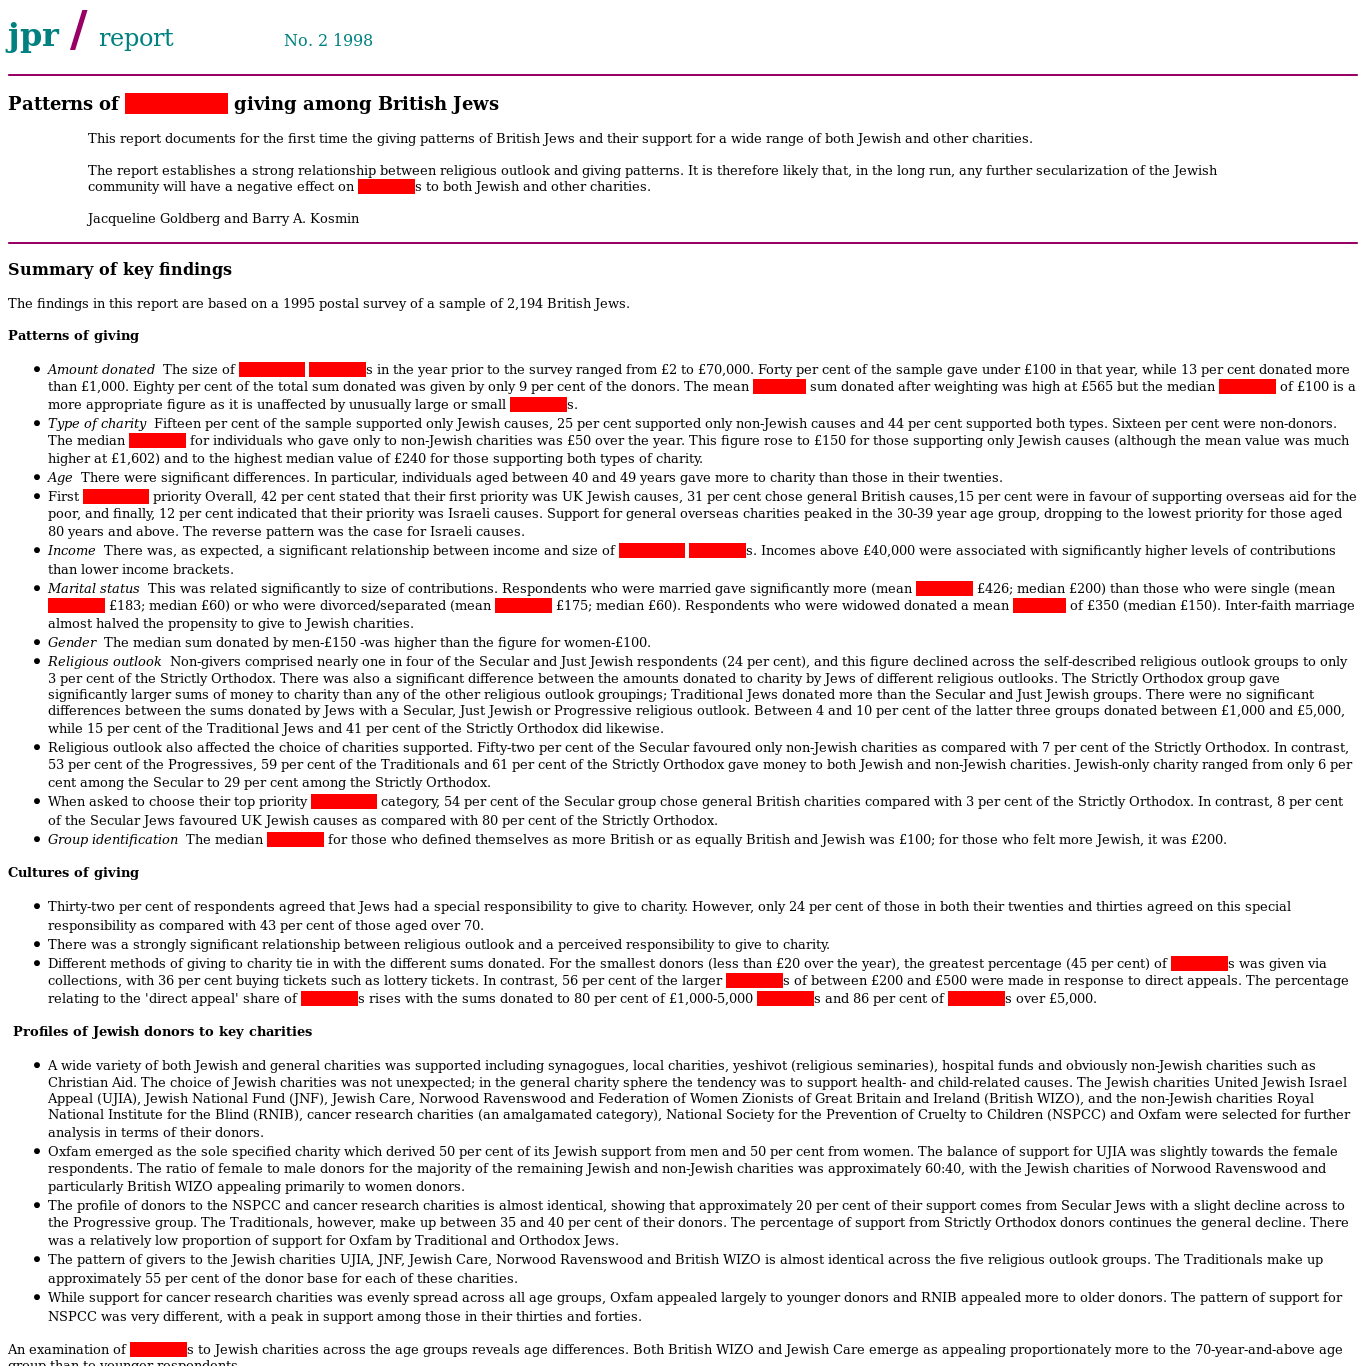 jpr / report No. 2 1998
Patterns of giving among British Jews
This report documents for the first time the giving patterns of British Jews and their support for a wide range of both Jewish and other charities.
The report establishes a strong relationship between religious outlook and giving patterns. It is therefore likely that, in the long run, any further secularization of the Jewish
community will have a negative effect on s to both Jewish and other charities.
Jacqueline Goldberg and Barry A. Kosmin
Summary of key findings
The findings in this report are based on a 1995 postal survey of a sample of 2,194 British Jews.
Patterns of giving
Amount donated The size of s in the year prior to the survey ranged from £2 to £70,000. Forty per cent of the sample gave under £100 in that year, while 13 per cent donated more
than £1,000. Eighty per cent of the total sum donated was given by only 9 per cent of the donors. The mean sum donated after weighting was high at £565 but the median of £100 is a
more appropriate figure as it is unaffected by unusually large or small s.
Type of charity Fifteen per cent of the sample supported only Jewish causes, 25 per cent supported only non-Jewish causes and 44 per cent supported both types. Sixteen per cent were non-donors.
The median for individuals who gave only to non-Jewish charities was £50 over the year. This figure rose to £150 for those supporting only Jewish causes (although the mean value was much
higher at £1,602) and to the highest median value of £240 for those supporting both types of charity.
Age There were significant differences. In particular, individuals aged between 40 and 49 years gave more to charity than those in their twenties.
First priority Overall, 42 per cent stated that their first priority was UK Jewish causes, 31 per cent chose general British causes,15 per cent were in favour of supporting overseas aid for the
poor, and finally, 12 per cent indicated that their priority was Israeli causes. Support for general overseas charities peaked in the 30-39 year age group, dropping to the lowest priority for those aged
80 years and above. The reverse pattern was the case for Israeli causes.
Income There was, as expected, a significant relationship between income and size of s. Incomes above £40,000 were associated with significantly higher levels of contributions
than lower income brackets.
Marital status This was related significantly to size of contributions. Respondents who were married gave significantly more (mean £426; median £200) than those who were single (mean
£183; median £60) or who were divorced/separated (mean £175; median £60). Respondents who were widowed donated a mean of £350 (median £150). Inter-faith marriage
almost halved the propensity to give to Jewish charities.
Gender The median sum donated by men-£150 -was higher than the figure for women-£100.
Religious outlook Non-givers comprised nearly one in four of the Secular and Just Jewish respondents (24 per cent), and this figure declined across the self-described religious outlook groups to only
3 per cent of the Strictly Orthodox. There was also a significant difference between the amounts donated to charity by Jews of different religious outlooks. The Strictly Orthodox group gave
significantly larger sums of money to charity than any of the other religious outlook groupings; Traditional Jews donated more than the Secular and Just Jewish groups. There were no significant
differences between the sums donated by Jews with a Secular, Just Jewish or Progressive religious outlook. Between 4 and 10 per cent of the latter three groups donated between £1,000 and £5,000,
while 15 per cent of the Traditional Jews and 41 per cent of the Strictly Orthodox did likewise.
Religious outlook also affected the choice of charities supported. Fifty-two per cent of the Secular favoured only non-Jewish charities as compared with 7 per cent of the Strictly Orthodox. In contrast,
53 per cent of the Progressives, 59 per cent of the Traditionals and 61 per cent of the Strictly Orthodox gave money to both Jewish and non-Jewish charities. Jewish-only charity ranged from only 6 per
cent among the Secular to 29 per cent among the Strictly Orthodox.
When asked to choose their top priority category, 54 per cent of the Secular group chose general British charities compared with 3 per cent of the Strictly Orthodox. In contrast, 8 per cent
of the Secular Jews favoured UK Jewish causes as compared with 80 per cent of the Strictly Orthodox.
Group identification The median for those who defined themselves as more British or as equally British and Jewish was £100; for those who felt more Jewish, it was £200.
Cultures of giving
Thirty-two per cent of respondents agreed that Jews had a special responsibility to give to charity. However, only 24 per cent of those in both their twenties and thirties agreed on this special
responsibility as compared with 43 per cent of those aged over 70.
There was a strongly significant relationship between religious outlook and a perceived responsibility to give to charity.
Different methods of giving to charity tie in with the different sums donated. For the smallest donors (less than £20 over the year), the greatest percentage (45 per cent) of s was given via
collections, with 36 per cent buying tickets such as lottery tickets. In contrast, 56 per cent of the larger s of between £200 and £500 were made in response to direct appeals. The percentage
relating to the 'direct appeal' share of s rises with the sums donated to 80 per cent of £1,000-5,000 s and 86 per cent of s over £5,000.
Profiles of Jewish donors to key charities
A wide variety of both Jewish and general charities was supported including synagogues, local charities, yeshivot (religious seminaries), hospital funds and obviously non-Jewish charities such as
Christian Aid. The choice of Jewish charities was not unexpected; in the general charity sphere the tendency was to support health- and child-related causes. The Jewish charities United Jewish Israel
Appeal (UJIA), Jewish National Fund (JNF), Jewish Care, Norwood Ravenswood and Federation of Women Zionists of Great Britain and Ireland (British WIZO), and the non-Jewish charities Royal
National Institute for the Blind (RNIB), cancer research charities (an amalgamated category), National Society for the Prevention of Cruelty to Children (NSPCC) and Oxfam were selected for further
analysis in terms of their donors.
Oxfam emerged as the sole specified charity which derived 50 per cent of its Jewish support from men and 50 per cent from women. The balance of support for UJIA was slightly towards the female
respondents. The ratio of female to male donors for the majority of the remaining Jewish and non-Jewish charities was approximately 60:40, with the Jewish charities of Norwood Ravenswood and
particularly British WIZO appealing primarily to women donors.
The profile of donors to the NSPCC and cancer research charities is almost identical, showing that approximately 20 per cent of their support comes from Secular Jews with a slight decline across to
the Progressive group. The Traditionals, however, make up between 35 and 40 per cent of their donors. The percentage of support from Strictly Orthodox donors continues the general decline. There
was a relatively low proportion of support for Oxfam by Traditional and Orthodox Jews.
The pattern of givers to the Jewish charities UJIA, JNF, Jewish Care, Norwood Ravenswood and British WIZO is almost identical across the five religious outlook groups. The Traditionals make up
approximately 55 per cent of the donor base for each of these charities.
While support for cancer research charities was evenly spread across all age groups, Oxfam appealed largely to younger donors and RNIB appealed more to older donors. The pattern of support for
NSPCC was very different, with a peak in support among those in their thirties and forties.
An examination of s to Jewish charities across the age groups reveals age differences. Both British WIZO and Jewish Care emerge as appealing proportionately more to the 70-year-and-above age
group than to younger respondents.